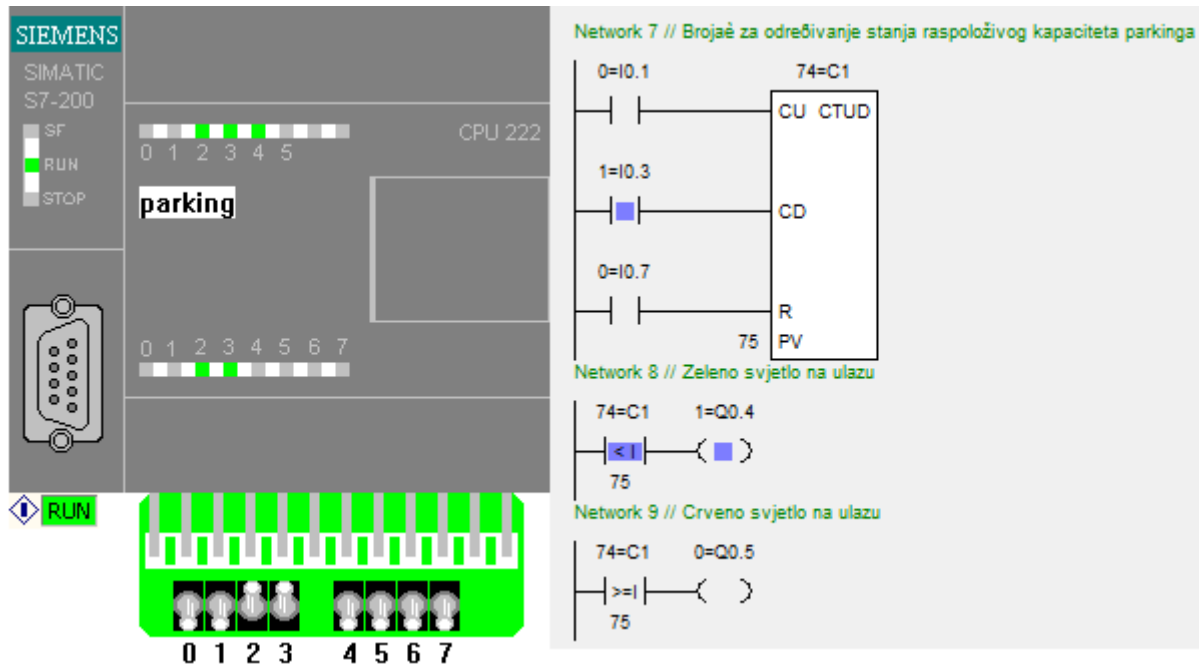 SIEMENS
SIMATIC
S7-200
SF
RUN
STOP
0 1 2 3 4 5
CPU 222
parking
0 1 2 3 4 5 6 7
RUN
0 1 2 3 4 5 6 7
Network 7 // Brojaè za odreðivanje stanja raspoloživog kapaciteta parkinga
0=I0.1 74=C1
CU CTUD
1=I0.3
CD
0=I0.7
R
75 PV
Network 8 // Zeleno svjetlo na ulazu
74=C1 1=Q0.4
< I
75
Network 9 // Crveno svjetlo na ulazu
74=C1 0=Q0.5
>=I
75